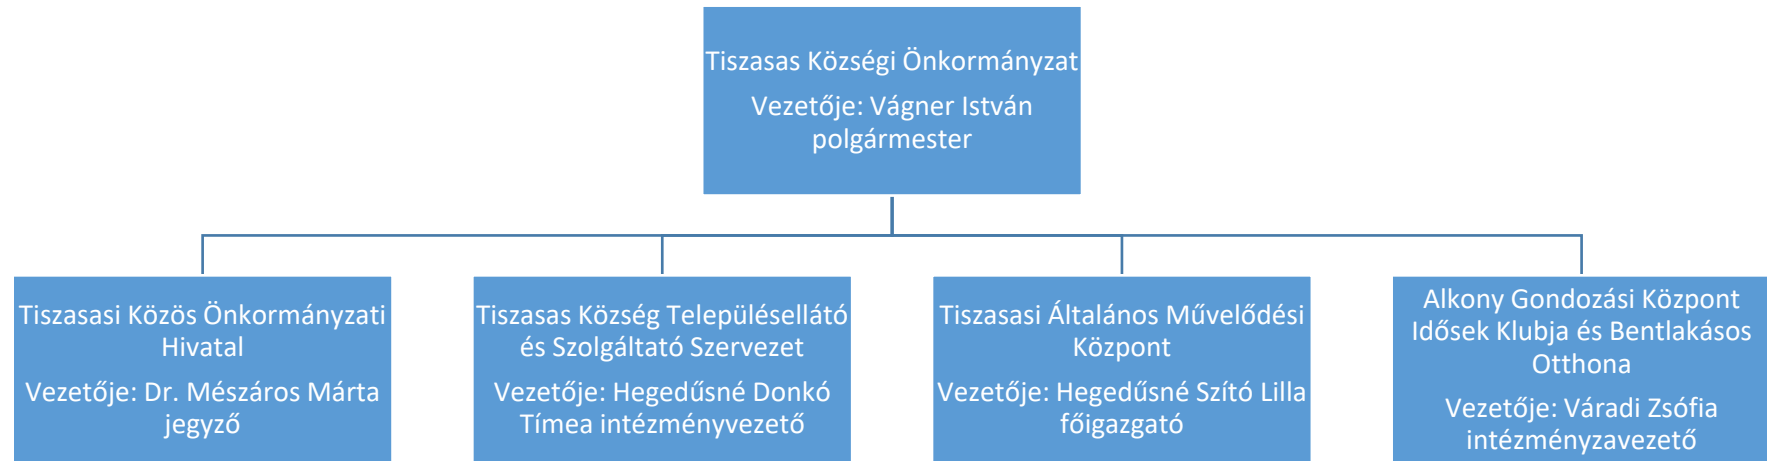 Tiszasas Községi Önkormányzat
Vezetője: Vágner István
polgármester
Tiszasasi Közös Önkormányzati
Hivatal
Vezetője: Dr. Mészáros Márta
jegyző
Tiszasas Község Településellátó
és Szolgáltató Szervezet
Vezetője: Hegedűsné Donkó
Tímea intézményvezető
Tiszasasi Általános Művelődési
Központ
Vezetője: Hegedűsné Szító Lilla
főigazgató
Alkony Gondozási Központ
Idősek Klubja és Bentlakásos
Otthona
Vezetője: Váradi Zsófia
intézményzavezető